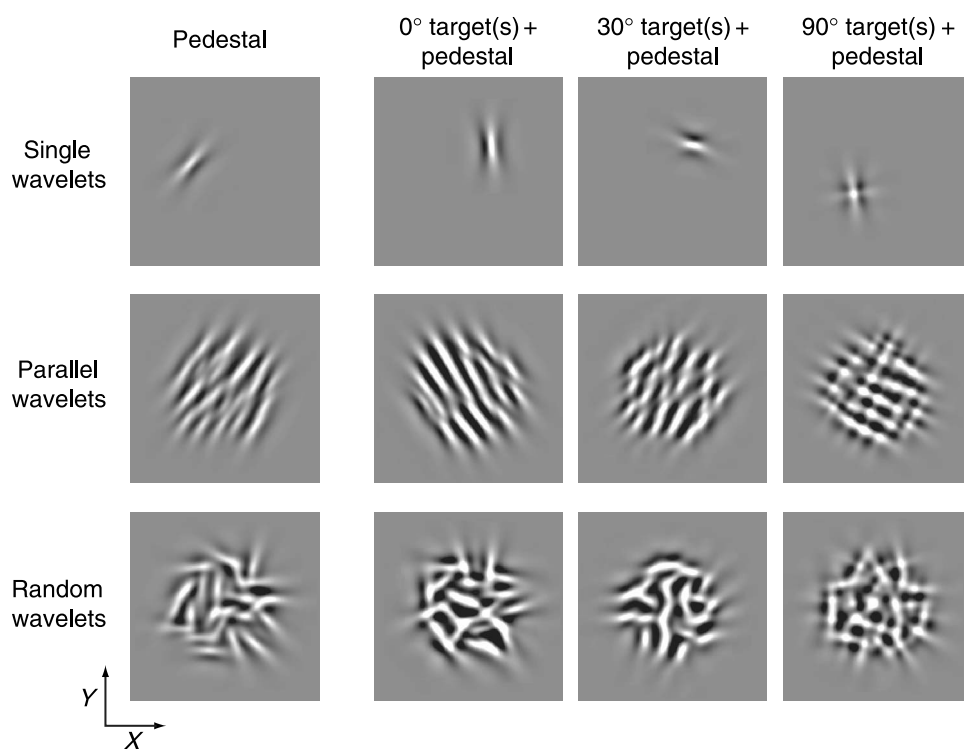 Pedestal
0° target(s) +
pedestal
30° target(s) +
pedestal
90° target(s) +
pedestal
Single
wavelets
Parallel
wavelets
Random
wavelets
Y
X